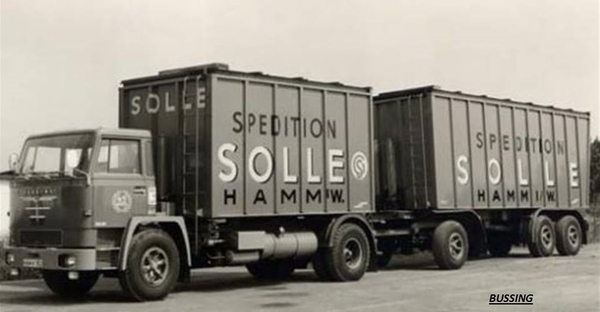 SOLLE
SPEDITION
SOLLE
HAMM/W.
SPEDITION
SOLLE
HAMM i/W.
BUSSING